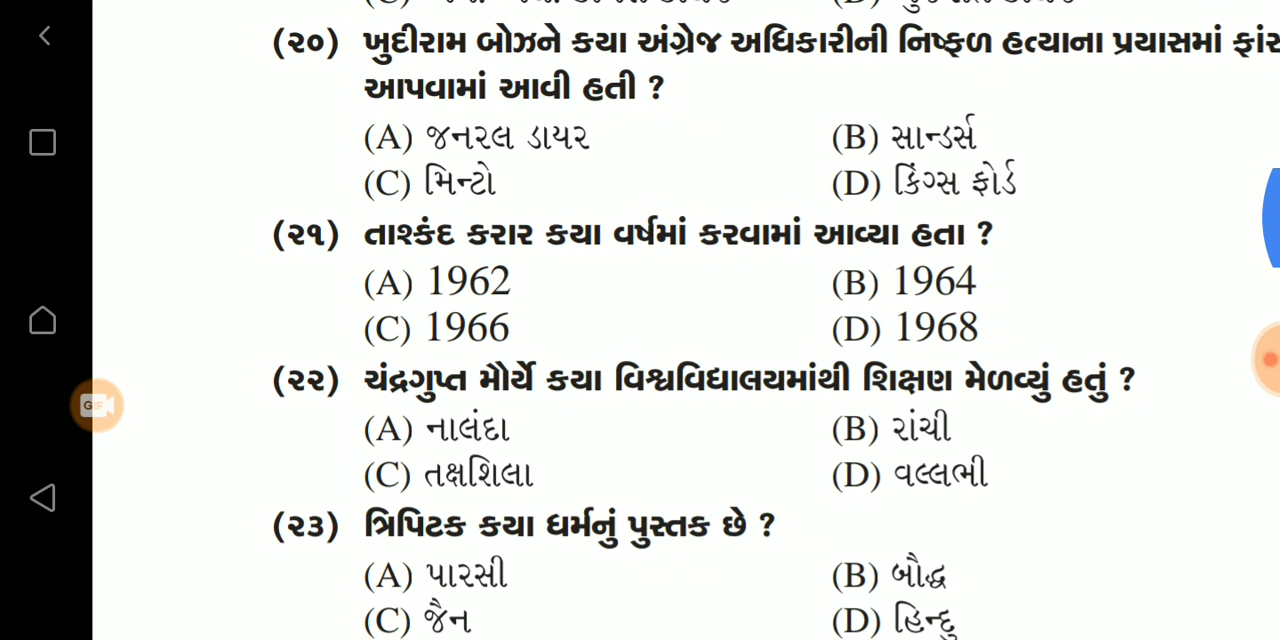 (૨૦) ખુદીરામ બોઝને કયા અંગ્રેજ અધિકારીની નિષ્ફળ હત્યાના પ્રયાસમાં
આપવામાં આવી હતી ?
(A) જનરલ ડાયર (B) સાન્ડર્સ
(C) મિન્ટો (D) કિંગ્સ ફોર્ડ
(૨૧) તાશ્કંદ કરાર કયા વર્ષમાં કરવામાં આવ્યા હતા ?
(A) 1962 (B) 1964
(C) 1966 (D) 1968
(૨૨) ચંદ્રગુપ્ત મૌર્યે કયા વિશ્વવિધાલયમાંથી શિક્ષણ મેળવ્યું હતું ?
(A) નાલંદા (B) રાંચી
(C) તક્ષશિલા (D) વલ્લભી
(૨૩) ત્રિપિટક કયા ધર્મનું પુસ્તક છે ?
(A) પારસી (B) બૌદ્ધ
(C) જૈન (D) હિન્દુ
GIF